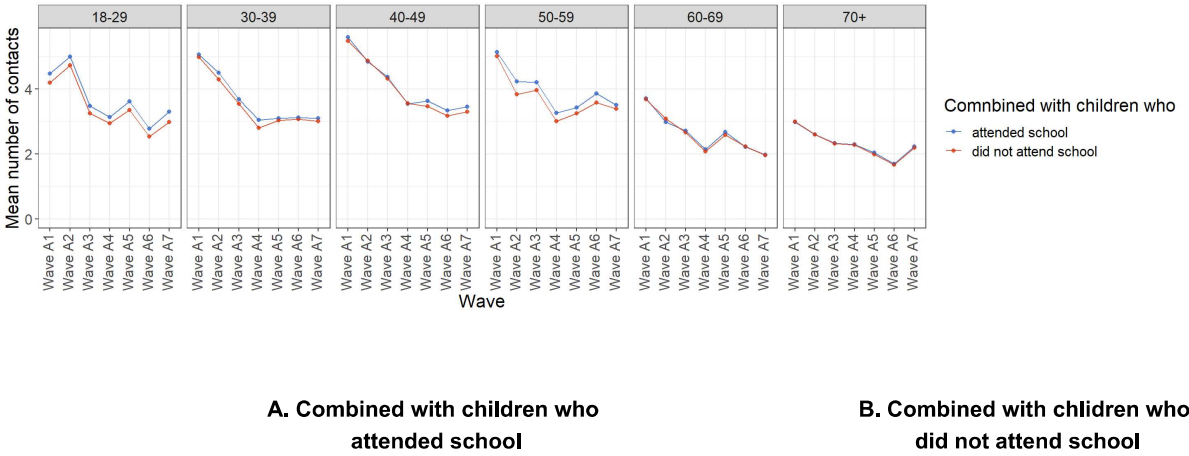 18-29 30-39 40-49 50-59 60-69 70+
Mean number of contacts
4
2
0
Wave A1 Wave A2 Wave A3 Wave A4 Wave A5 Wave A6 Wave A7 Wave A1 Wave A2 Wave A3 Wave A4 Wave A5 Wave A6 Wave A7 Wave A1 Wave A2 Wave A3 Wave A4 Wave A5 Wave A6 Wave A7 Wave A1 Wave A2 Wave A3 Wave A4 Wave A5 Wave A6 Wave A7 Wave A1 Wave A2 Wave A3 Wave A4 Wave A5 Wave A6 Wave A7 Wave A1 Wave A2 Wave A3 Wave A4 Wave A5 Wave A6 Wave A7
Wave
Comnbined with children who
attended school
did not attend school
A. Combined with children who
attended school
B. Combined with chlidren who
did not attend school